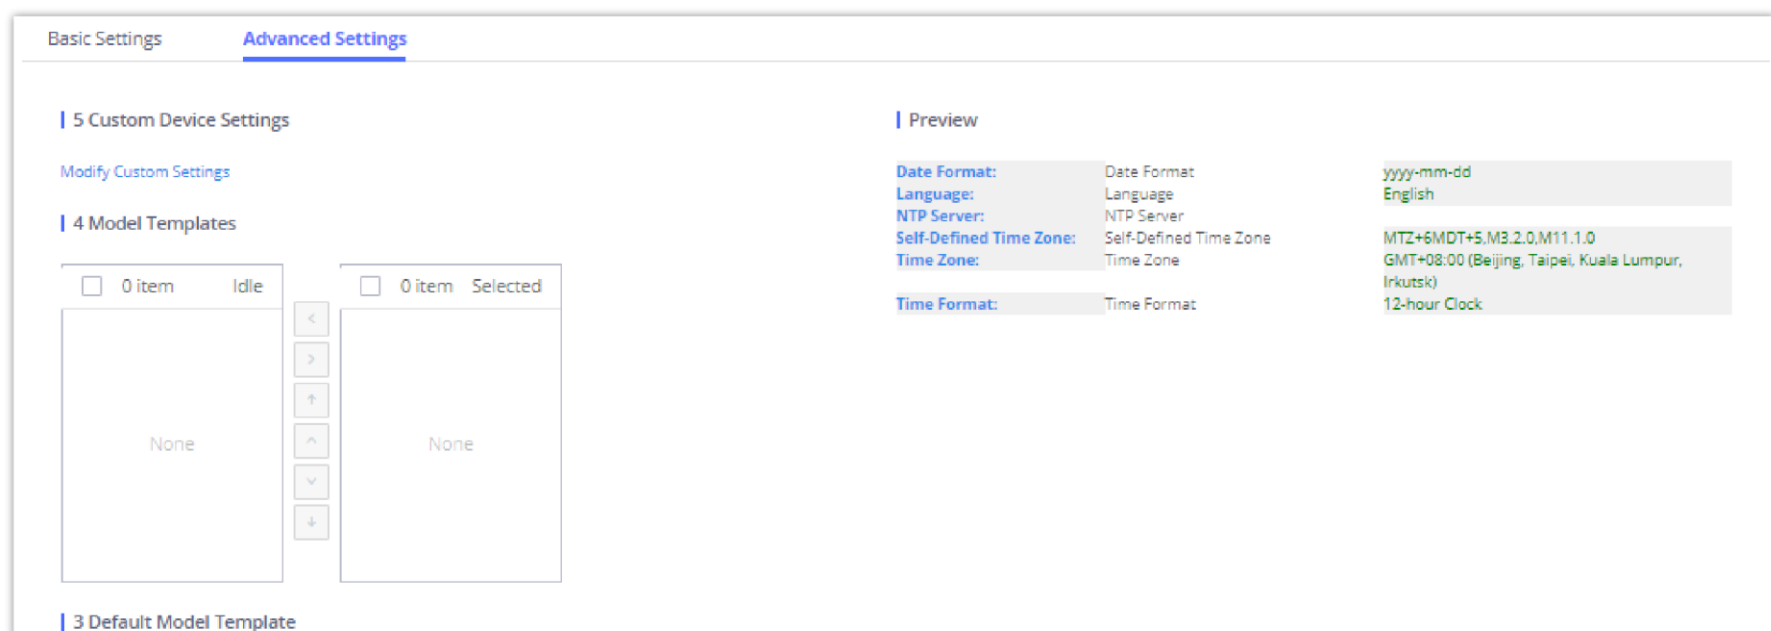 Basic Settings
Advanced Settings
5 Custom Device Settings
Modify Custom Settings
4 Model Templates
0 item Idle
0 item Selected
None
None
3 Default Model Template
Preview
Date Format: Date Format yyyy-mm-dd
Language: Language English
NTP Server: NTP Server
Self-Defined Time Zone: Self-Defined Time Zone MTZ+6MDT+5,M3.2.0,M11.1.0
Time Zone: Time Zone GMT+08:00 (Beijing, Taipei, Kuala Lumpur,
Irkutsk)
Time Format: Time Format 12-hour Clock